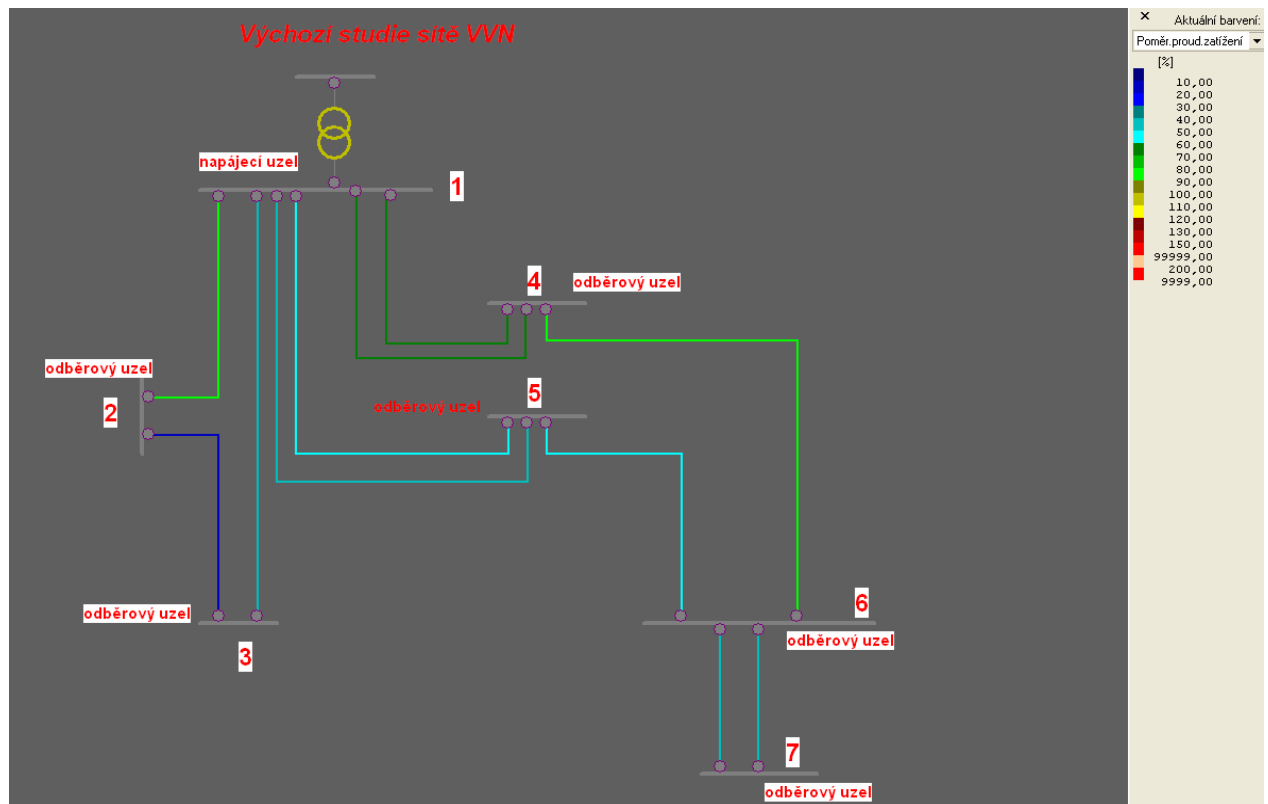 Výchozí studie sítě VVN
napájecí uzel
1
4
odběrový uzel
odběrový uzel
2
5
odběrový uzel
6
odběrový uzel
odběrový uzel
3
7
odběrový uzel
× Aktuální barvení:
Poměr.proud.zatížení
[%]
10,00
20,00
30,00
40,00
50,00
60,00
70,00
80,00
90,00
100,00
110,00
120,00
130,00
150,00
99999,00
200,00
9999,00